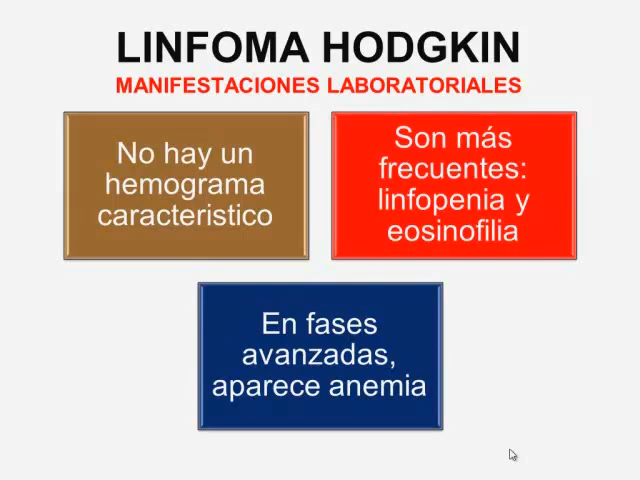 LINFOMA HODGKIN
MANIFESTACIONES LABORATORIALES
No hay un
hemograma
caracteristico
Son más
frecuentes:
linfopenia y
eosinofilia
En fases
avanzadas,
aparece anemia